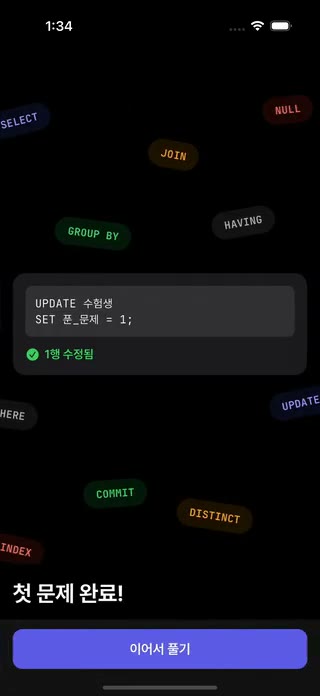 1:34
SELECT
NULL
JOIN
GROUP BY
HAVING
UPDATE 수험생
SET 푼_문제 = 1;
1행 수정됨
HERE
UPDATE
COMMIT
DISTINCT
INDEX
첫 문제 완료!
이어서 풀기